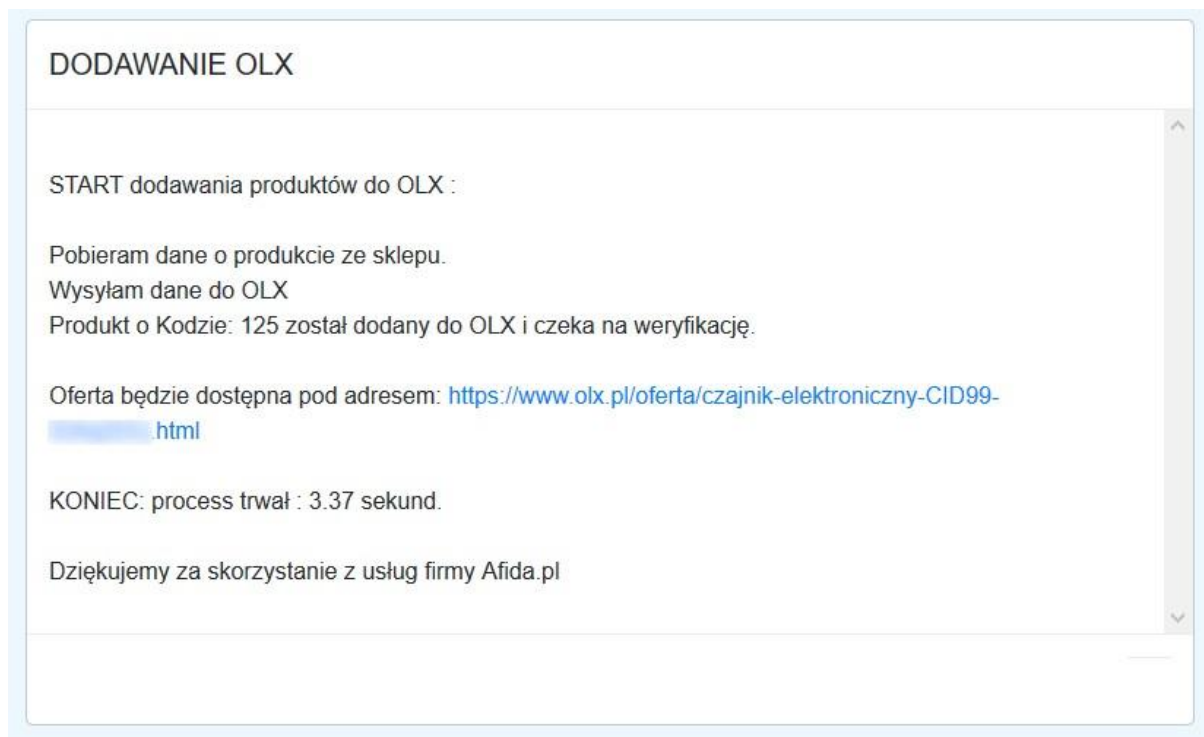 DODAWANIE OLX
START dodawania produktów do OLX :
Pobieram dane o produkcie ze sklepu.
Wysyłam dane do OLX
Produkt o Kodzie: 125 został dodany do OLX i czeka na weryfikację.
Oferta będzie dostępna pod adresem: https://www.olx.pl/oferta/czajnik-elektroniczny-CID99-
.html
KONIEC: process trwał : 3.37 sekund.
Dziękujemy za skorzystanie z usług firmy Afida.pl